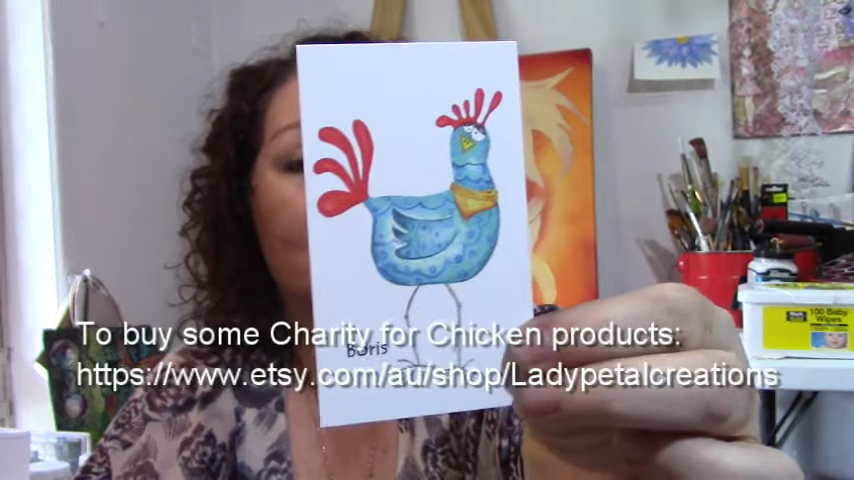 Boris
To buy some Charity for Chicken products:
https://www.etsy.com/au/shop/Ladypetalcreations
100 Baby
Wipes